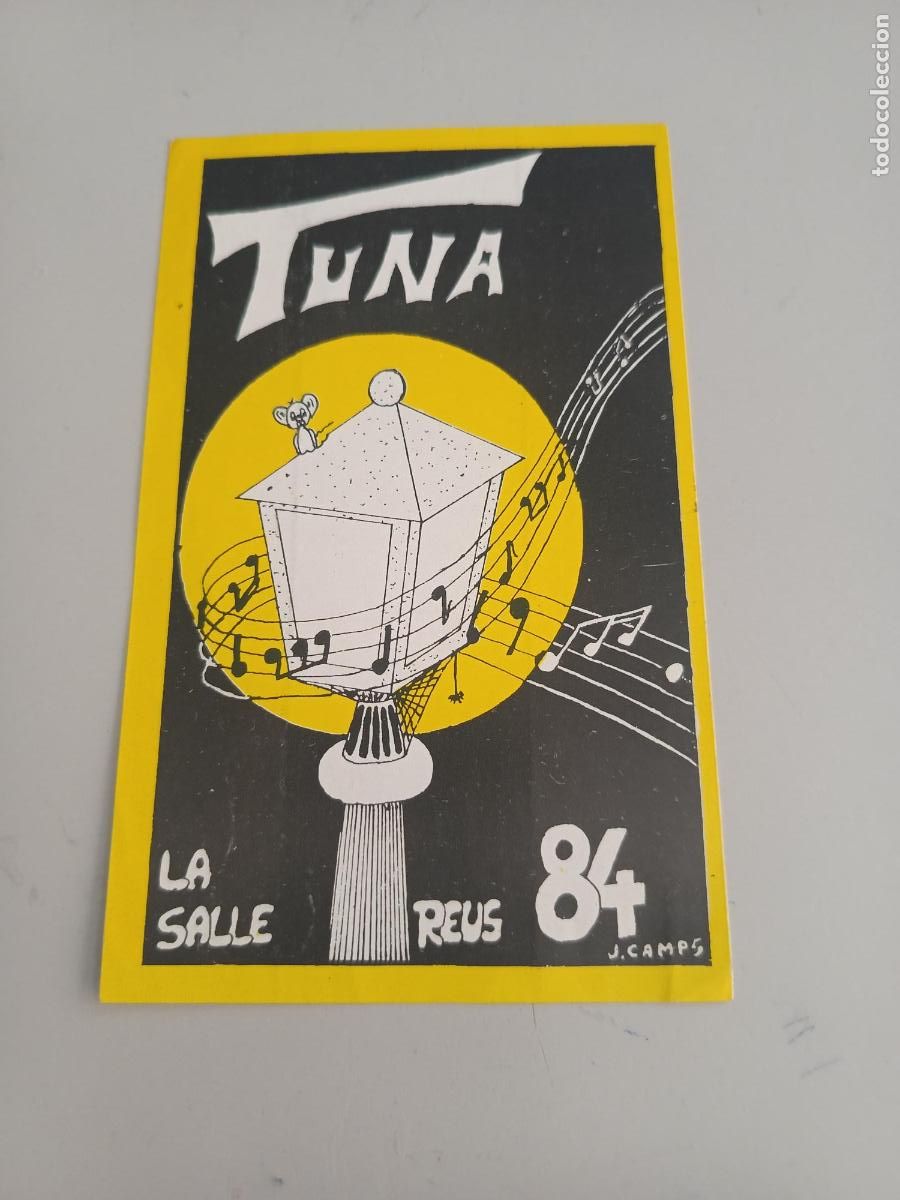 TUNA
LA
SALLE
REUS
84
J. CAMPS
todocoleccion